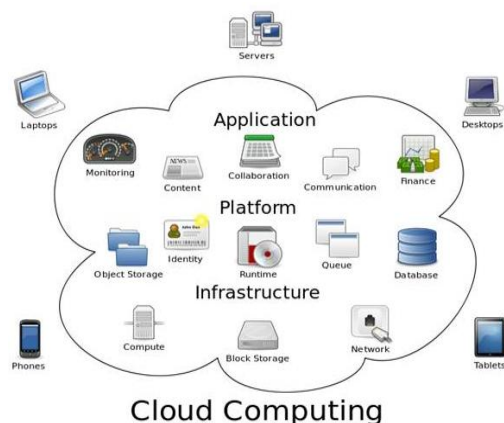 Servers
Laptops
Desktops
Application
Monitoring
NEWS
Content
Collaboration
Communication
Finance
Platform
Object Storage
Identity
Runtime
Queue
Database
Infrastructure
Compute
Block Storage
Network
Phones
Tablets
Cloud Computing